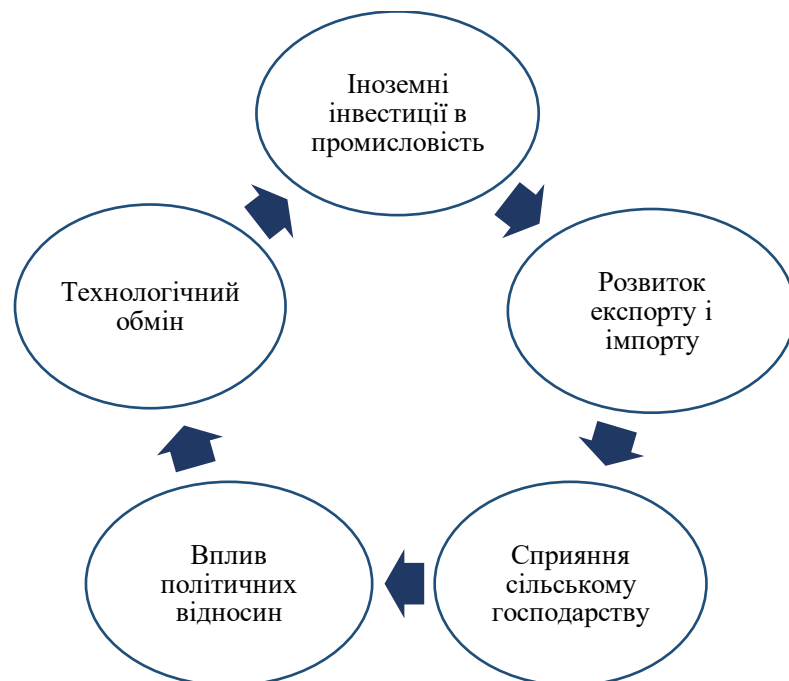 Іноземні
інвестиції в
промисловість
Розвиток
експорту і
імпорту
Сприяння
сільському
господарству
Вплив
політичних
відносин
Технологічний
обмін